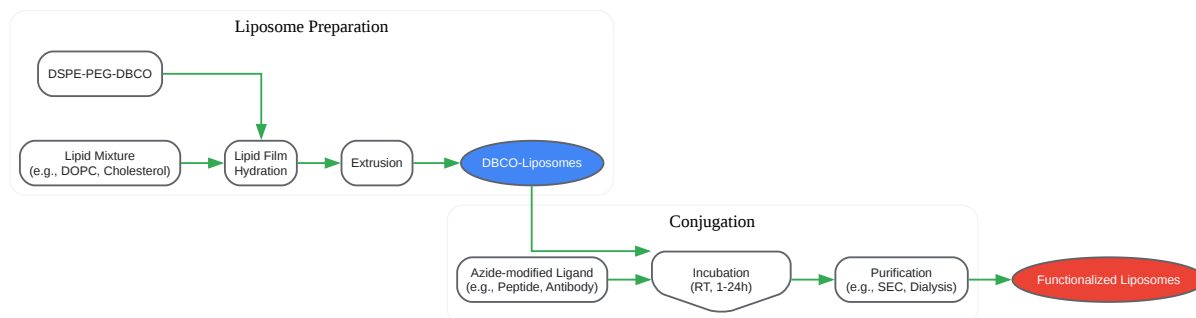 Liposome Preparation
DSPE-PEG-DBCO
Lipid Mixture
(e.g., DOPC, Cholesterol)
Lipid Film
Hydration
Extrusion
DBCO-Liposomes
Conjugation
Azide-modified Ligand
(e.g., Peptide, Antibody)
Incubation
(RT, 1-24h)
Purification
(e.g., SEC, Dialysis)
Functionalized Liposomes